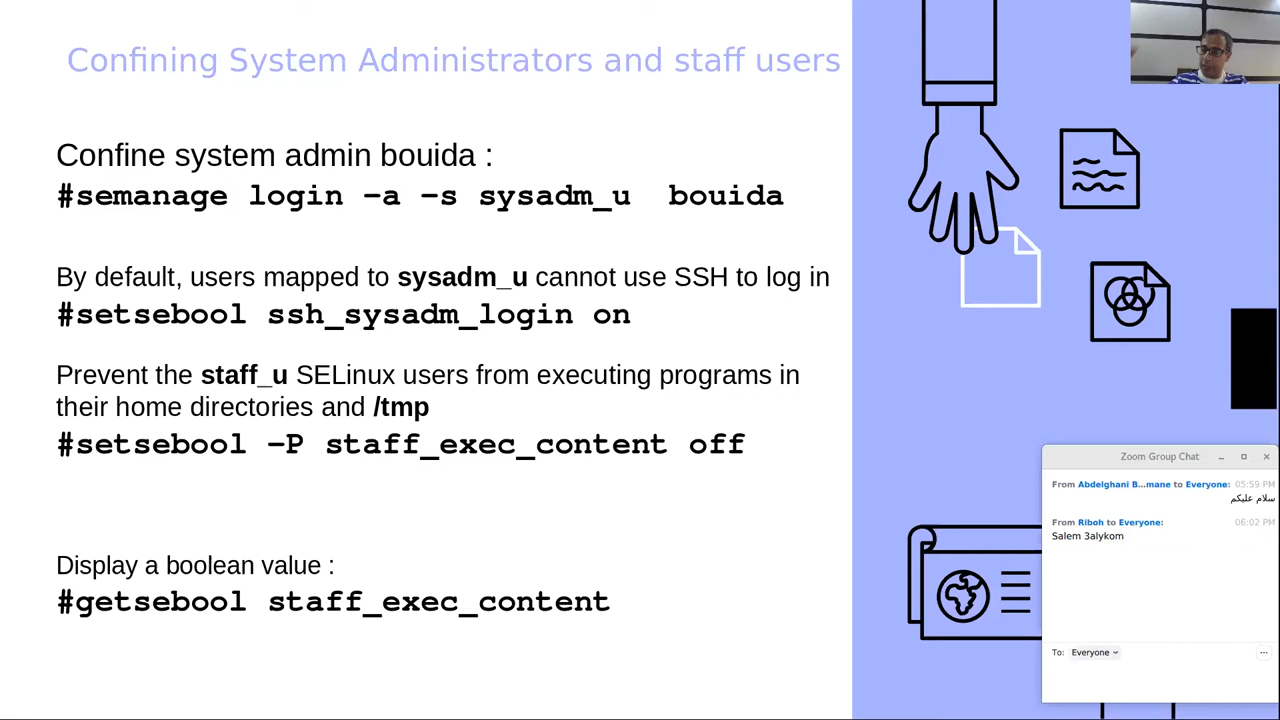 Confining System Administrators and staff users
Confine system admin bouida :
#semanage login –a –s sysadm_u  bouida
By default, users mapped to sysadm_u cannot use SSH to log in
#setsebool ssh_sysadm_login on
Prevent the staff_u SELinux users from executing programs in
their home directories and /tmp
#setsebool –P staff_exec_content off
Display a boolean value :
#getsebool staff_exec_content
Zoom Group Chat
From Abdelghani B...mane to Everyone: 05:59 PM
سلام عليكم
From Riboh to Everyone: 06:02 PM
Salem 3alykom
To: Everyone